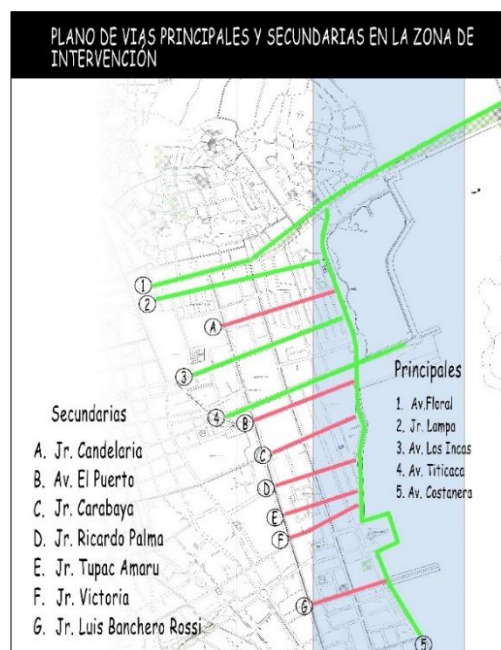 PLANO DE VIAS PRINCIPALES Y SECUNDARIAS EN LA ZONA DE
INTERVENCIÓN
1
2
A
3
4
B
C
D
E
F
G
5
Principales
1. Av.Floral
2. Jr. Lampa
3. Av. Los Incas
4. Av. Titicaca
5. Av. Costanera
Secundarias
A. Jr. Candelaria
B. Av. El Puerto
C. Jr. Carabaya
D. Jr. Ricardo Palma
E. Jr. Tupac Amaru
F. Jr. Victoria
G. Jr. Luis Banchero Rossi